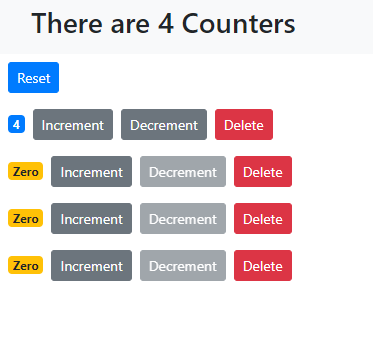 There are 4 Counters
Reset
4 Increment Decrement Delete
Zero Increment Decrement Delete
Zero Increment Decrement Delete
Zero Increment Decrement Delete